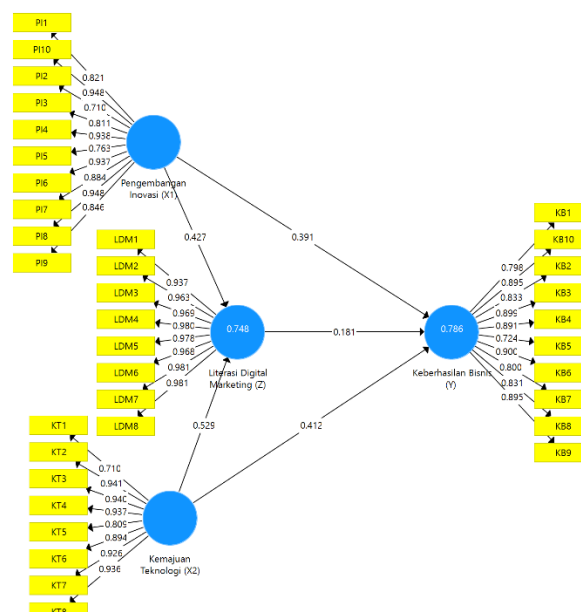 PI1
PI10
PI2
PI3
PI4
PI5
PI6
PI7
PI8
PI9
0.821
0.948
0.710
0.811
0.938
0.763
0.937
0.884
0.948
0.846
Pengembangan
Inovasi (X1)
0.427
0.391
LDM1
LDM2
LDM3
LDM4
LDM5
LDM6
LDM7
LDM8
0.937
0.963
0.969
0.980
0.978
0.968
0.981
0.981
0.748
Literasi Digital
Marketing (Z)
0.181
0.786
Keberhasilan Bisnis
(Y)
KB1
KB10
KB2
KB3
KB4
KB5
KB6
KB7
KB8
KB9
0.798
0.895
0.833
0.899
0.891
0.724
0.900
0.800
0.831
0.895
0.529
0.412
KT1
KT2
KT3
KT4
KT5
KT6
KT7
KT8
0.710
0.941
0.940
0.937
0.809
0.894
0.926
0.936
Kemajuan
Teknologi (X2)